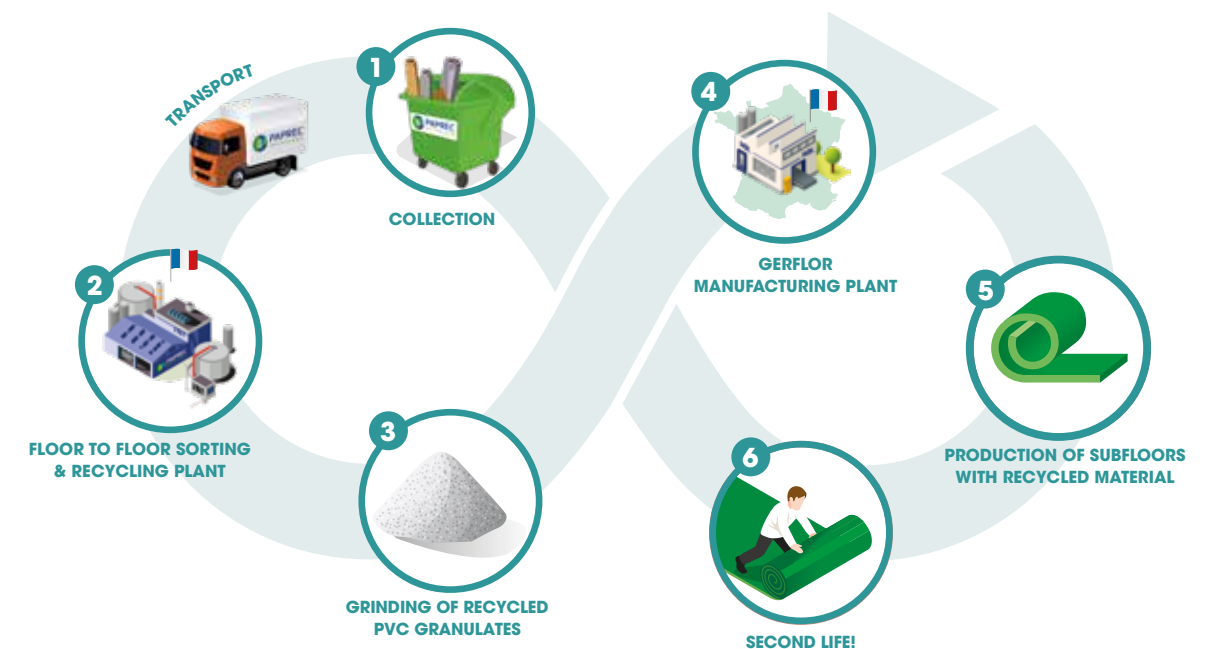 TRANSPORT
PAPREC
1
PAPREC
COLLECTION
2
FLOOR TO FLOOR SORTING
& RECYCLING PLANT
3
GRINDING OF RECYCLED
PVC GRANULATES
4
GERFLOR
MANUFACTURING PLANT
5
PRODUCTION OF SUBFLOORS
WITH RECYCLED MATERIAL
6
SECOND LIFE!